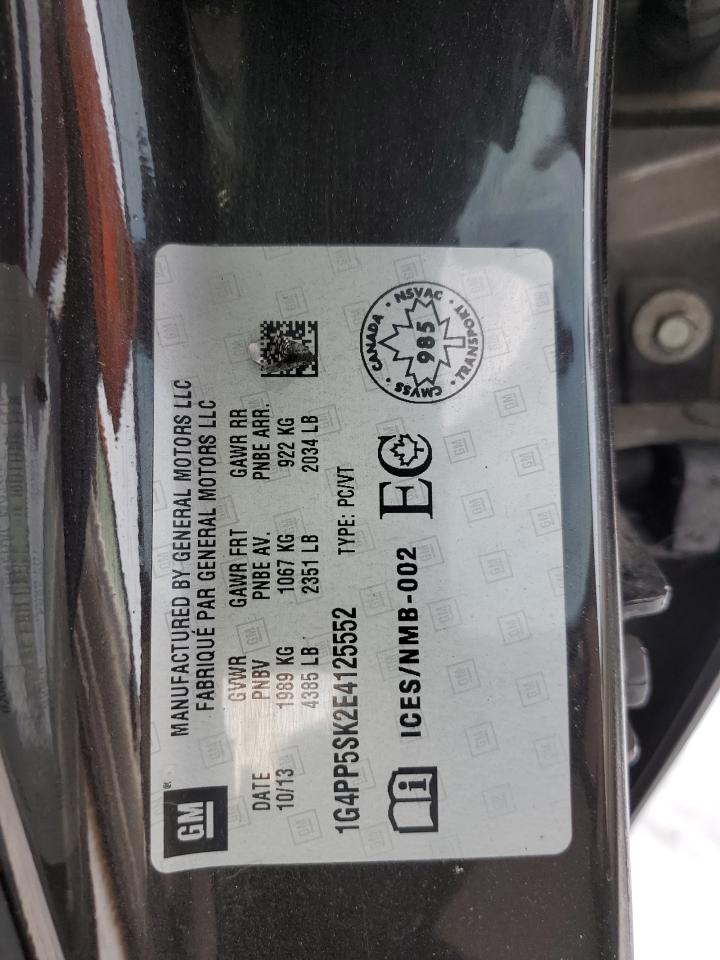 GM
MANUFACTURED BY GENERAL MOTORS LLC
FABRIQUÉ PAR GENERAL MOTORS LLC
DATE GVWR GAWR FRT GAWR RR
10/13 PNBV PNBE AV. PNBE ARR.
1989 KG 1067 KG 922 KG
4385 LB 2351 LB 2034 LB
1G4PP5SK2E4125552 TYPE: PC/VT
ICES/NMB-002 EC
CANADA · NSVAC · TRANSPORT · CMVSS ·
985